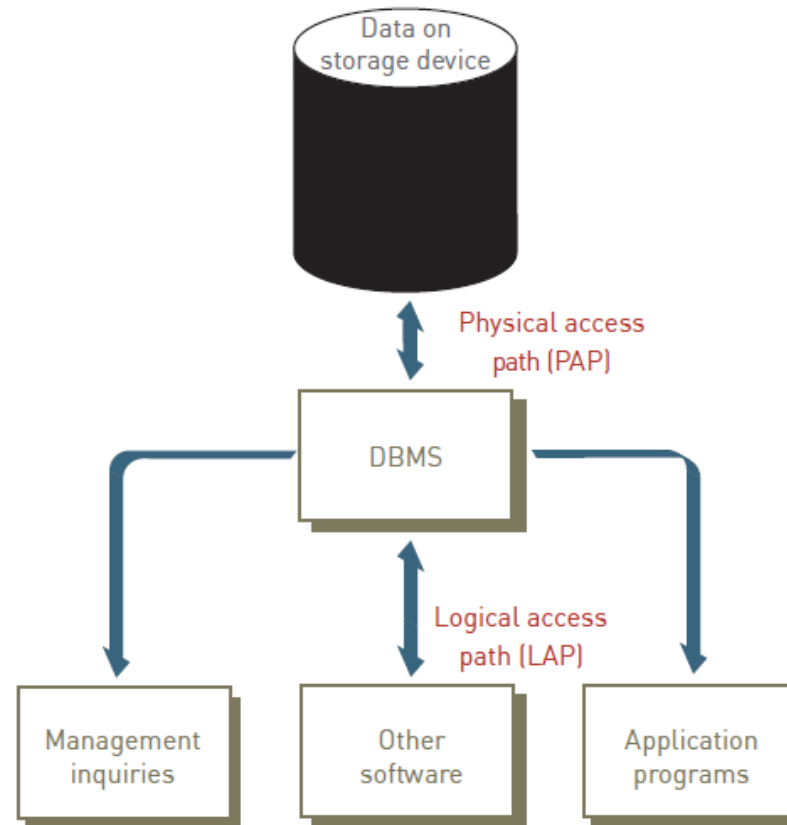 Data on
storage device
Physical access
path (PAP)
DBMS
Logical access
path (LAP)
Management
inquiries
Other
software
Application
programs